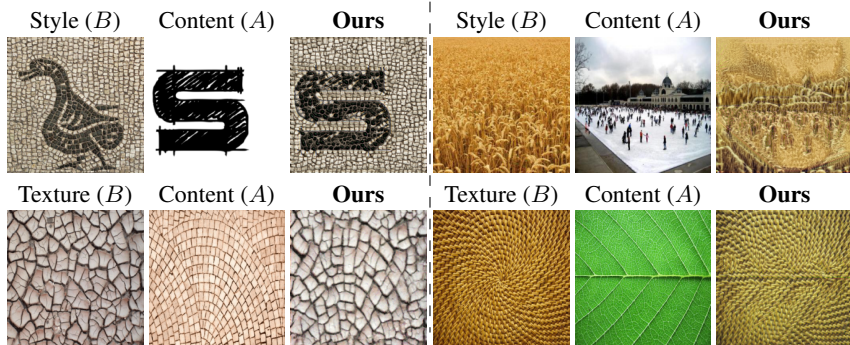 Style (B) Content (A) Ours Style (B) Content (A) Ours
S
Texture (B) Content (A) Ours Texture (B) Content (A) Ours